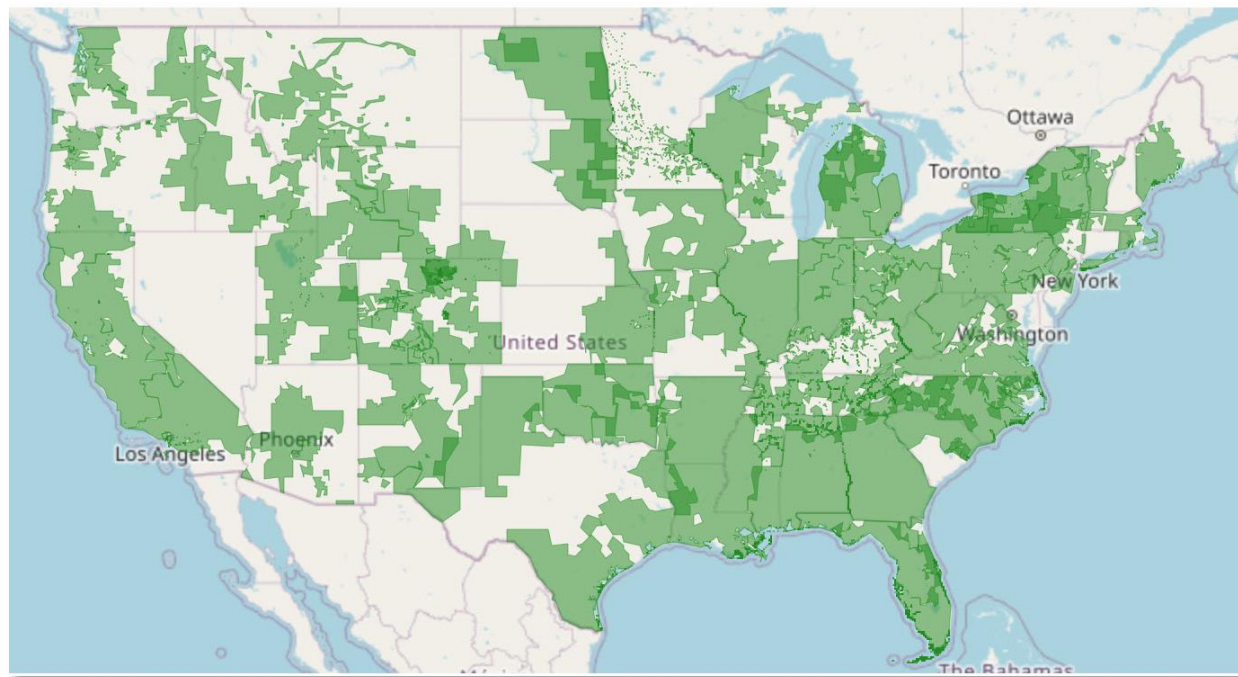 Ottawa
Toronto
New York
Washington
United States
Phoenix
Los Angeles
The Bahamas